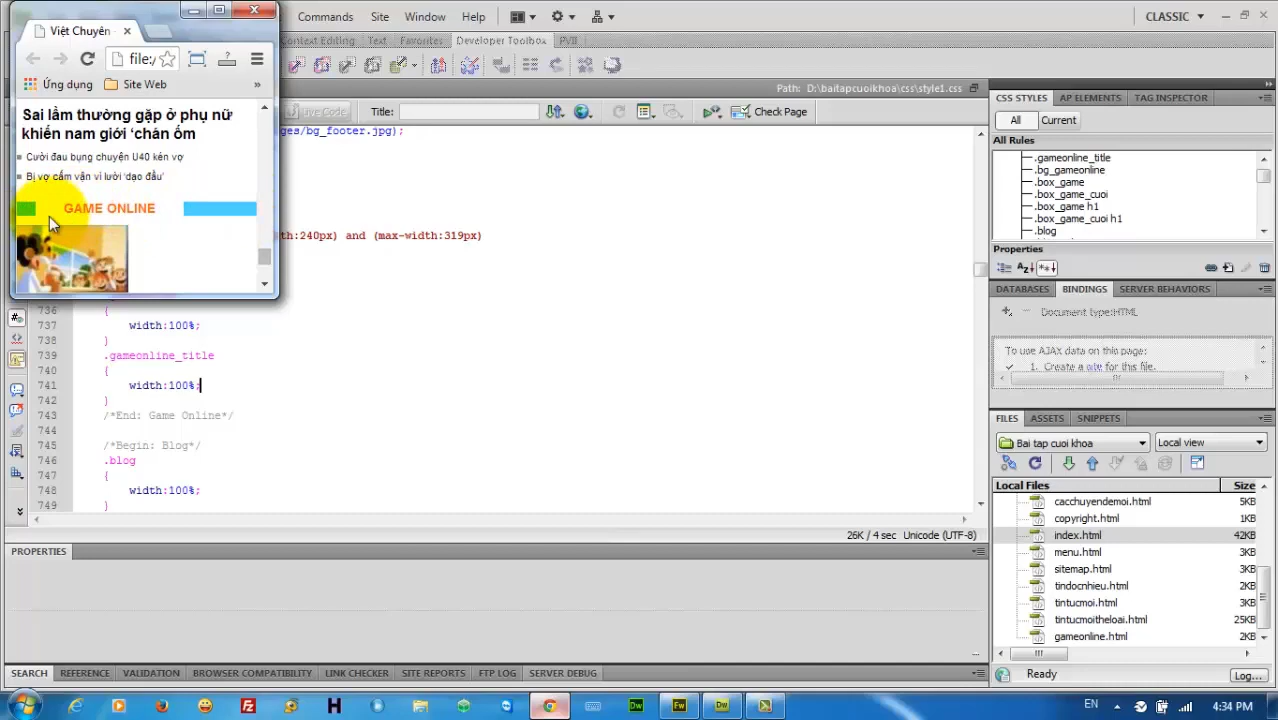 Commands Site Window Help CLASSIC
Việt Chuyên
Context Editing Text Favorites Developer Toolbox PVII
file:/
Ứng dụng Site Web »
Path: D:\baitapcuoikhoa\css\style1.css
Live Code Title: Check Page
Sai lầm thường gặp ở phụ nữ
khiến nam giới ‘chán ốm
Cười đau bụng chuyện U40 kén vợ
Bị vợ cấm vận vì lười 'dạo đầu'
GAME ONLINE
ges/bg_footer.jpg);
th:240px) and (max-width:319px)
736 {
737 width:100%;
738 }
739 .gameonline_title
740 {
741 width:100%;
742 }
743 /*End: Game Online*/
744
745 /*Begin: Blog*/
746 .blog
747 {
748 width:100%;
749 }
26K / 4 sec Unicode (UTF-8)
PROPERTIES
SEARCH REFERENCE VALIDATION BROWSER COMPATIBILITY LINK CHECKER SITE REPORTS FTP LOG SERVER DEBUG
CSS STYLES AP ELEMENTS TAG INSPECTOR
All Current
All Rules
.gameonline_title
.bg_gameonline
.box_game
.box_game_cuoi
.box_game h1
.box_game_cuoi h1
.blog
Properties
DATABASES BINDINGS SERVER BEHAVIORS
Document type:HTML
To use AJAX data on this page:
1. Create a site for this file.
FILES ASSETS SNIPPETS
Bai tap cuoi khoa Local view
Local Files Size
cacchuyendemoi.html 5KB
copyright.html 1KB
index.html 42KB
menu.html 3KB
sitemap.html 3KB
tindocnhieu.html 2KB
tintucmoi.html 3KB
tintucmoitheloai.html 25KB
gameonline.html 2KB
Ready Log...
EN 4:34 PM